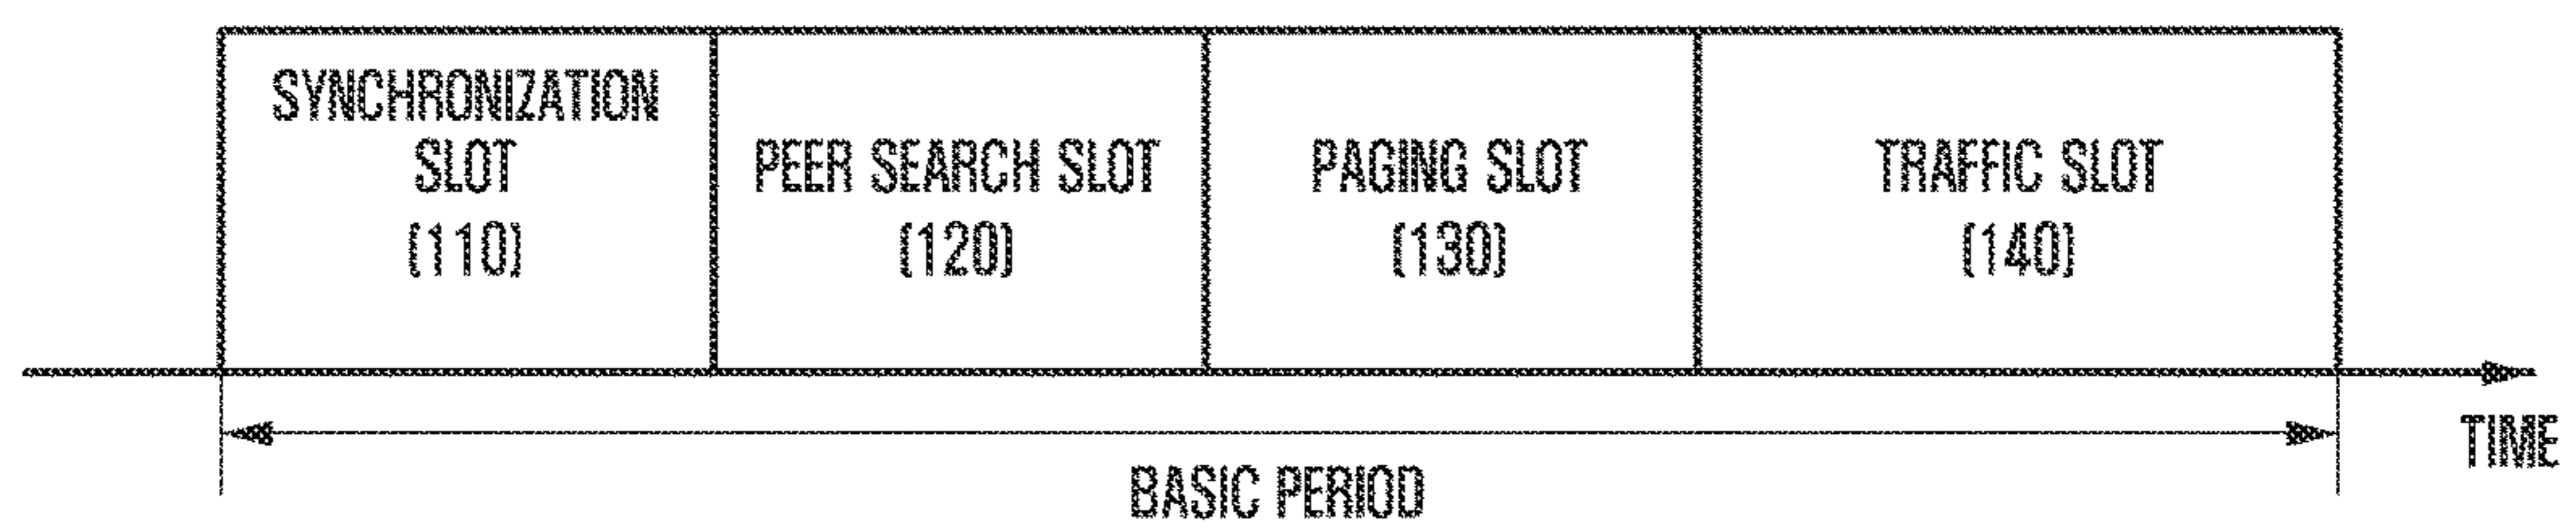 SYNCHRONIZATION
SLOT
(110)
PEER SEARCH SLOT
(120)
PAGING SLOT
(130)
TRAFFIC SLOT
(140)
TIME
BASIC PERIOD